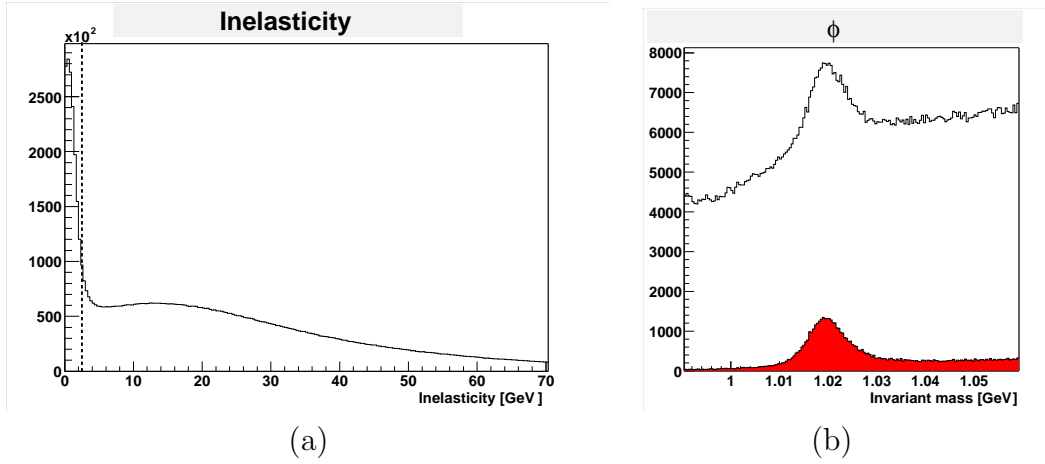 Inelasticity
x10²
2500
2000
1500
1000
500
0
0 10 20 30 40 50 60 70
Inelasticity [GeV ]
(a)
ϕ
8000
7000
6000
5000
4000
3000
2000
1000
0
1 1.01 1.02 1.03 1.04 1.05
Invariant mass [GeV]
(b)